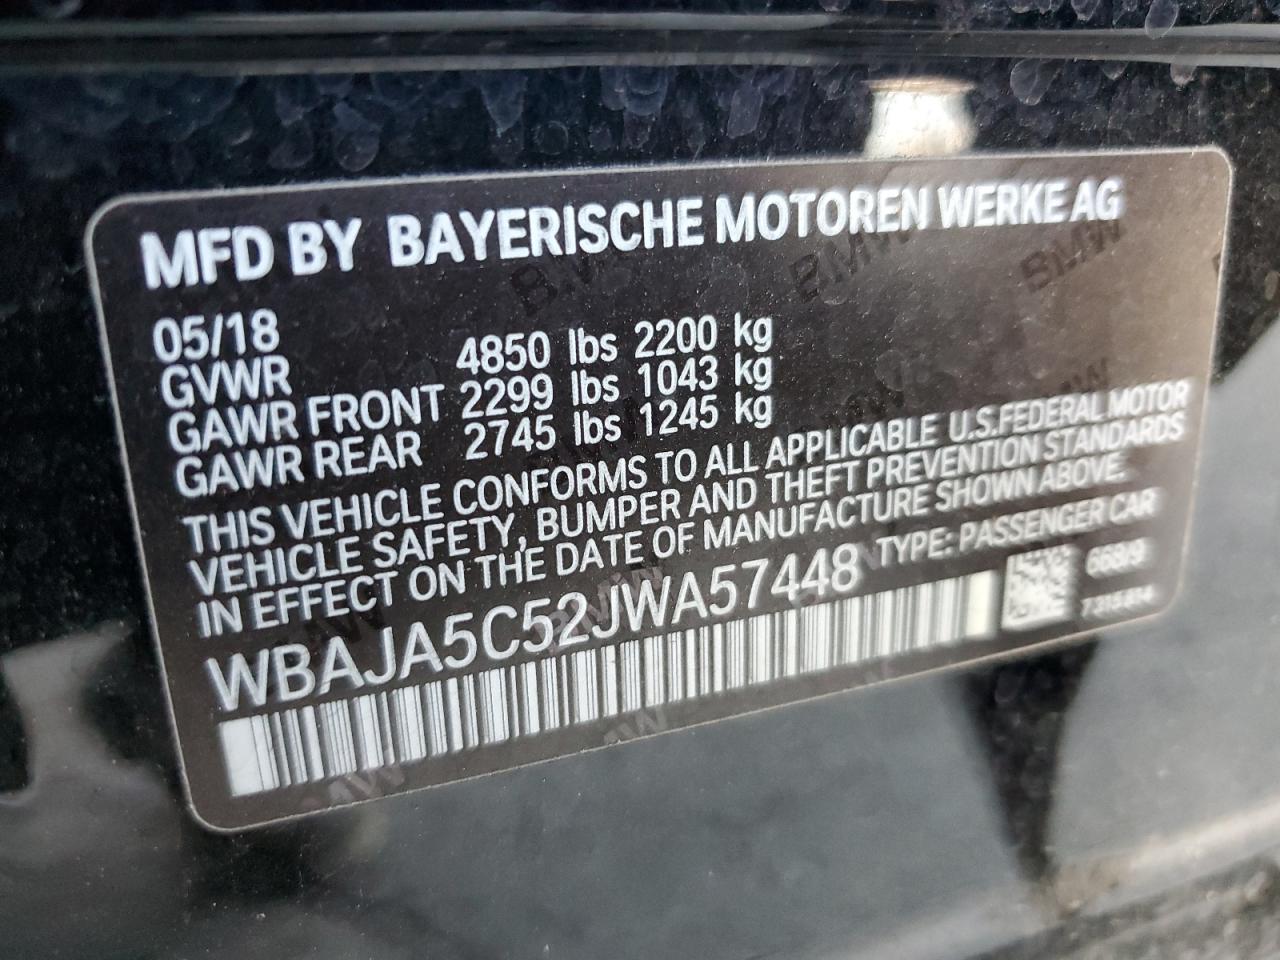 MFD BY BAYERISCHE MOTOREN WERKE AG
05/18
GVWR 4850 lbs 2200 kg
GAWR FRONT 2299 lbs 1043 kg
GAWR REAR 2745 lbs 1245 kg
THIS VEHICLE CONFORMS TO ALL APPLICABLE U.S.FEDERAL MOTOR
VEHICLE SAFETY, BUMPER AND THEFT PREVENTION STANDARDS
IN EFFECT ON THE DATE OF MANUFACTURE SHOWN ABOVE.
WBAJA5C52JWA57448 TYPE: PASSENGER CAR
668/9